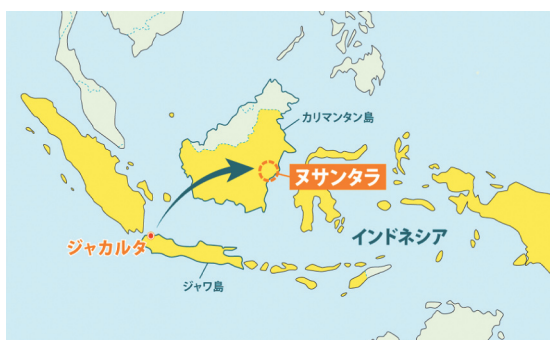 カリマンタン島
ヌサンタラ
インドネシア
ジャカルタ
ジャワ島